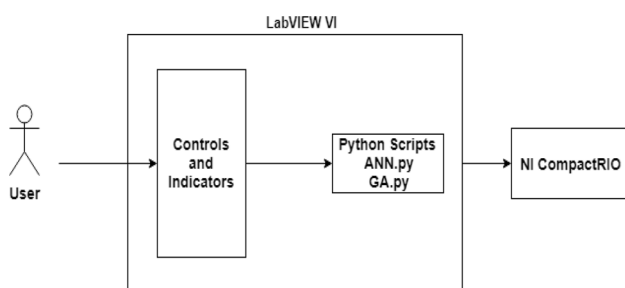 LabVIEW VI
User
Controls
and
Indicators
Python Scripts
ANN.py
GA.py
NI CompactRIO